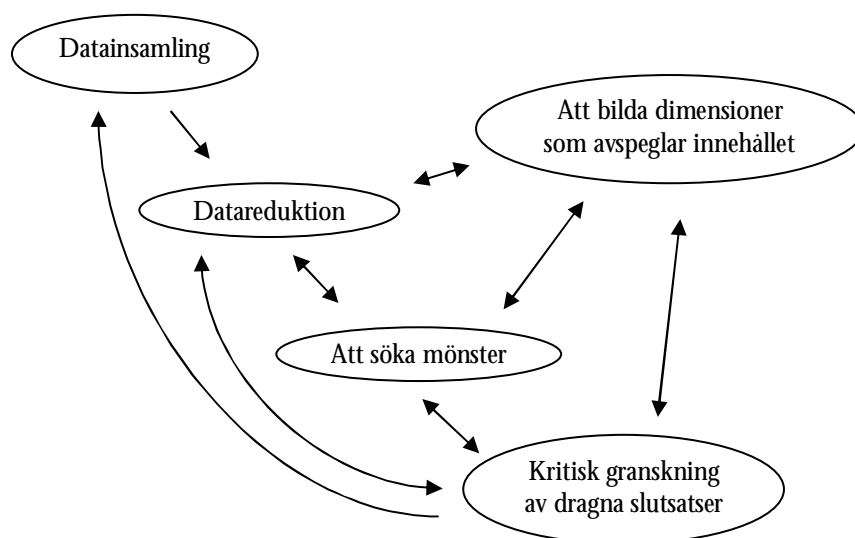 Datainsamling
Att bilda dimensioner
som avspeglar innehållet
Datareduktion
Att söka mönster
Kritisk granskning
av dragna slutsatser